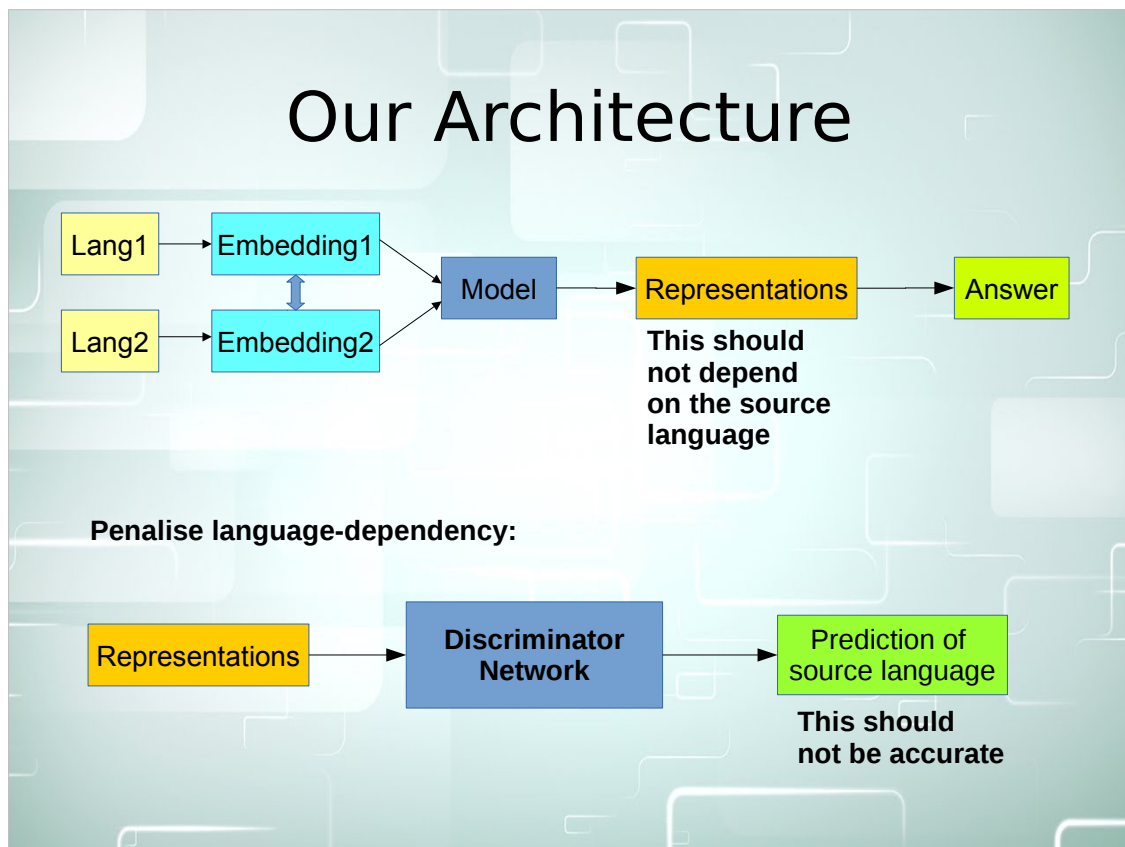 Our Architecture
Lang1
Embedding1
Lang2
Embedding2
Model
Representations
Answer
This should
not depend
on the source
language
Penalise language-dependency:
Representations
Discriminator
Network
Prediction of
source language
This should
not be accurate